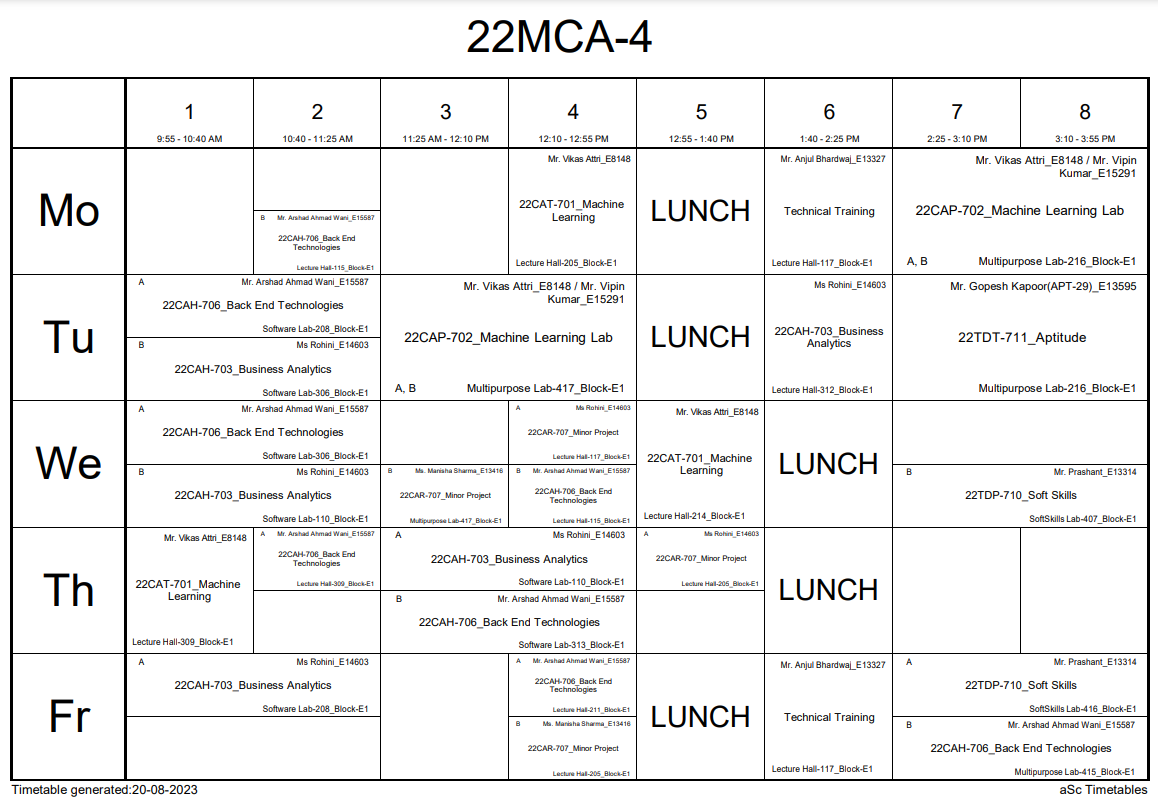 22MCA-4
1
2
3
4
5
6
7
8
9:55 - 10:40 AM
10:40 - 11:25 AM
11:25 AM - 12:10 PM
12:10 - 12:55 PM
12:55 - 1:40 PM
1:40 - 2:25 PM
2:25 - 3:10 PM
3:10 - 3:55 PM
Mo
B
Mr. Arshad Ahmad Wani_E15587
22CAH-706_Back End
Technologies
Lecture Hall-115_Block-E1
Mr. Vikas Attri_E8148
22CAT-701_Machine
Learning
Lecture Hall-205_Block-E1
LUNCH
Mr. Anjul Bhardwaj_E13327
Technical Training
Lecture Hall-117_Block-E1
Mr. Vikas Attri_E8148 / Mr. Vipin
Kumar_E15291
22CAP-702_Machine Learning Lab
A, B
Multipurpose Lab-216_Block-E1
Tu
A
Mr. Arshad Ahmad Wani_E15587
22CAH-706_Back End Technologies
Software Lab-208_Block-E1
B
Ms Rohini_E14603
22CAH-703_Business Analytics
Software Lab-306_Block-E1
Mr. Vikas Attri_E8148 / Mr. Vipin
Kumar_E15291
22CAP-702_Machine Learning Lab
A, B
Multipurpose Lab-417_Block-E1
LUNCH
Ms Rohini_E14603
22CAH-703_Business
Analytics
Lecture Hall-312_Block-E1
Mr. Gopesh Kapoor(APT-29)_E13595
22TDT-711_Aptitude
Multipurpose Lab-216_Block-E1
We
A
Mr. Arshad Ahmad Wani_E15587
22CAH-706_Back End Technologies
Software Lab-306_Block-E1
B
Ms Rohini_E14603
22CAH-703_Business Analytics
Software Lab-110_Block-E1
B
Ms. Manisha Sharma_E13416
22CAR-707_Minor Project
Multipurpose Lab-417_Block-E1
A
Ms Rohini_E14603
22CAR-707_Minor Project
Lecture Hall-117_Block-E1
B
Mr. Arshad Ahmad Wani_E15587
22CAH-706_Back End
Technologies
Lecture Hall-115_Block-E1
Mr. Vikas Attri_E8148
22CAT-701_Machine
Learning
Lecture Hall-214_Block-E1
LUNCH
B
Mr. Prashant_E13314
22TDP-710_Soft Skills
SoftSkills Lab-407_Block-E1
Th
Mr. Vikas Attri_E8148
22CAT-701_Machine
Learning
Lecture Hall-309_Block-E1
A
Mr. Arshad Ahmad Wani_E15587
22CAH-706_Back End
Technologies
Lecture Hall-309_Block-E1
A
Ms Rohini_E14603
22CAH-703_Business Analytics
Software Lab-110_Block-E1
B
Mr. Arshad Ahmad Wani_E15587
22CAH-706_Back End Technologies
Software Lab-313_Block-E1
A
Ms Rohini_E14603
22CAR-707_Minor Project
Lecture Hall-205_Block-E1
LUNCH
Fr
A
Ms Rohini_E14603
22CAH-703_Business Analytics
Software Lab-208_Block-E1
A
Mr. Arshad Ahmad Wani_E15587
22CAH-706_Back End
Technologies
Lecture Hall-211_Block-E1
B
Ms. Manisha Sharma_E13416
22CAR-707_Minor Project
Lecture Hall-205_Block-E1
LUNCH
Mr. Anjul Bhardwaj_E13327
Technical Training
Lecture Hall-117_Block-E1
A
Mr. Prashant_E13314
22TDP-710_Soft Skills
SoftSkills Lab-416_Block-E1
B
Mr. Arshad Ahmad Wani_E15587
22CAH-706_Back End Technologies
Multipurpose Lab-415_Block-E1
Timetable generated:20-08-2023
aSc Timetables